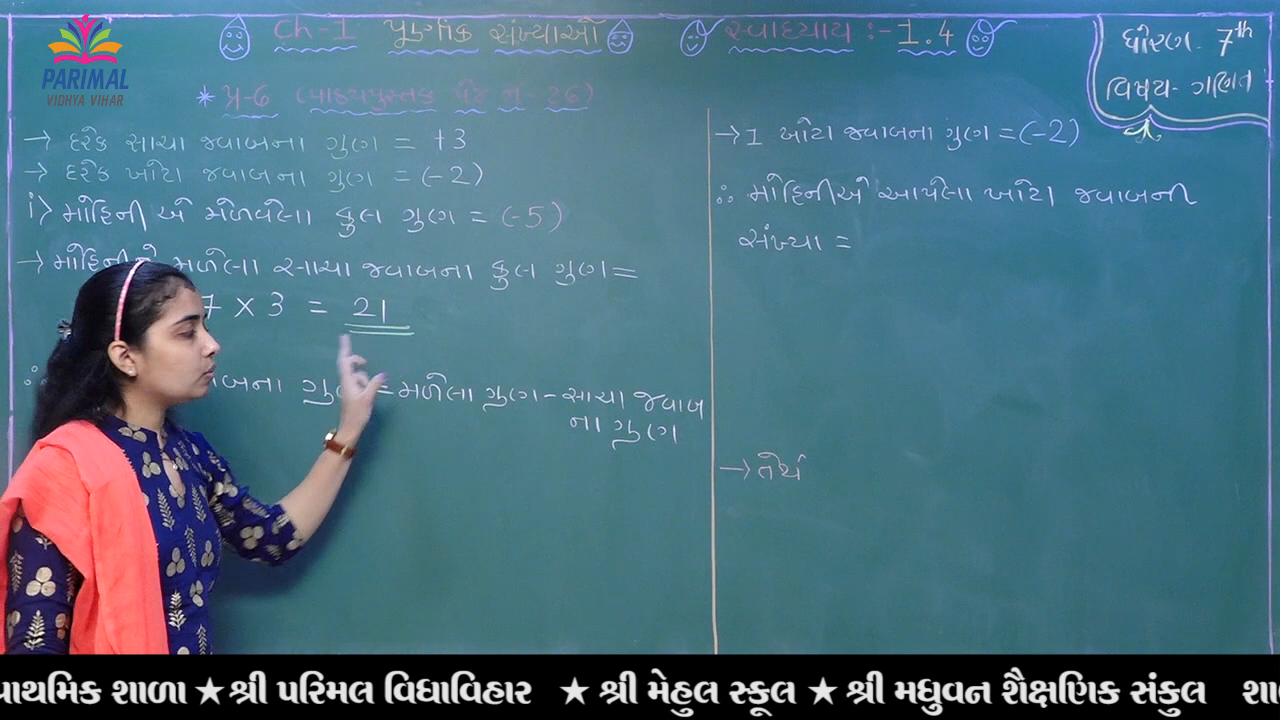 PARIMAL
VIDHYA VIHAR
Ch-1 પૂર્ણાંક સંખ્યાઓ
સ્વાધ્યાય :- 1.4
ધોરણ. 7th
વિષય- ગણિત
* પ્ર-6 (પાઠ્યપુસ્તક પેજ નં- 26)
→ દરેક સાચા જવાબના ગુણ = +3
→ દરેક ખોટા જવાબના ગુણ = (-2)
i> મોહિની એ મેળવેલા કુલ ગુણ = (-5)
→ મોહિનીને મળેલા સાચા જવાબના કુલ ગુણ =
7 x 3 = 21
ગુણ = મળેલા ગુણ - સાચા જવાબ
ના ગુણ
→ 1 ખોટા જવાબના ગુણ = (-2)
∴ મોહિનીએ આપેલા ખોટા જવાબની
સંખ્યા =
→ તેથી
શાળા ★ શ્રી પરિમલ વિધાવિહાર ★ શ્રી મેહુલ સ્કૂલ ★ શ્રી મધુવન શૈક્ષણિક સંકુલ